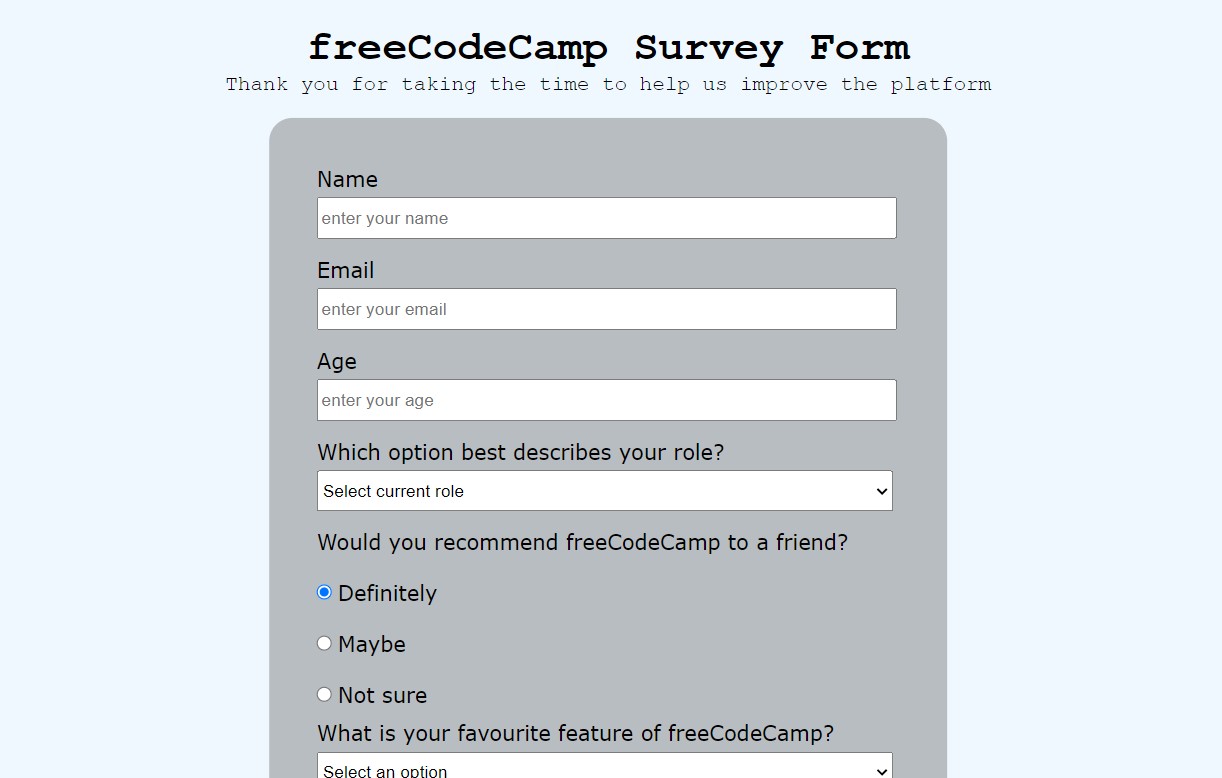 freeCodeCamp Survey Form
Thank you for taking the time to help us improve the platform
Name
enter your name
Email
enter your email
Age
enter your age
Which option best describes your role?
Select current role
Would you recommend freeCodeCamp to a friend?
Definitely
Maybe
Not sure
What is your favourite feature of freeCodeCamp?
Select an option